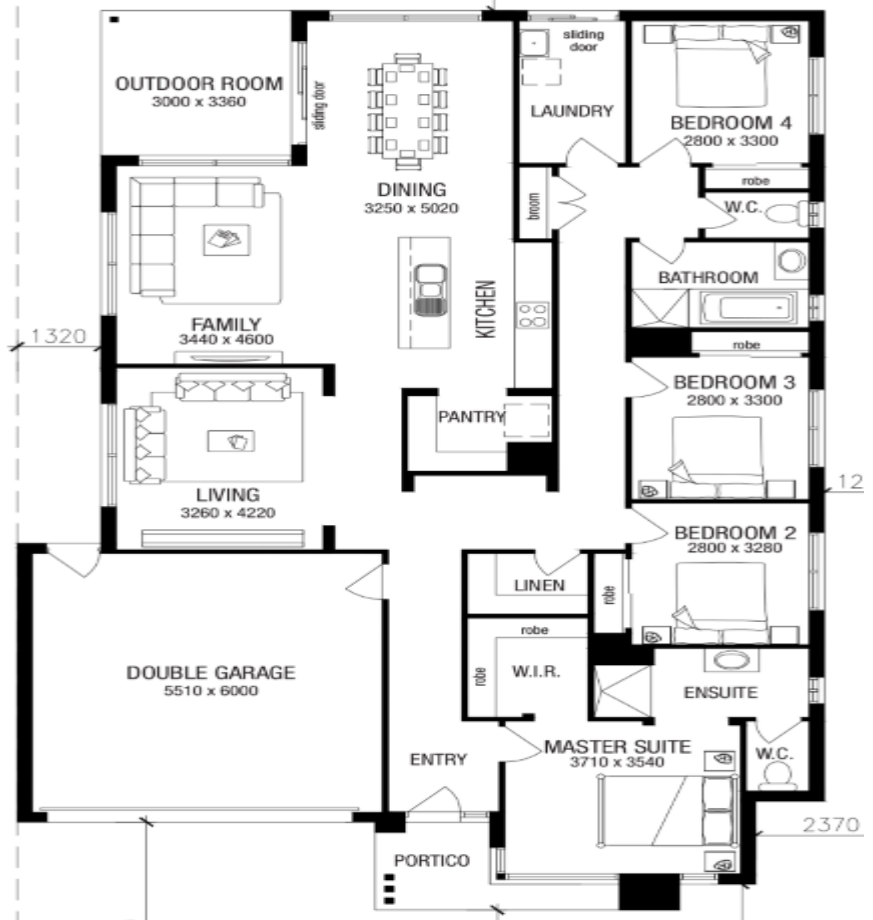 sliding
door
OUTDOOR ROOM
3000 x 3360
sliding door
LAUNDRY
BEDROOM 4
2800 x 3300
robe
DINING
3250 x 5020
broom
W.C.
BATHROOM
KITCHEN
FAMILY
3440 x 4600
1320
robe
BEDROOM 3
2800 x 3300
PANTRY
LIVING
3260 x 4220
12
BEDROOM 2
2800 x 3280
LINEN
robe
robe
robe
W.I.R.
DOUBLE GARAGE
5510 x 6000
ENSUITE
MASTER SUITE
3710 x 3540
W.C.
ENTRY
2370
PORTICO